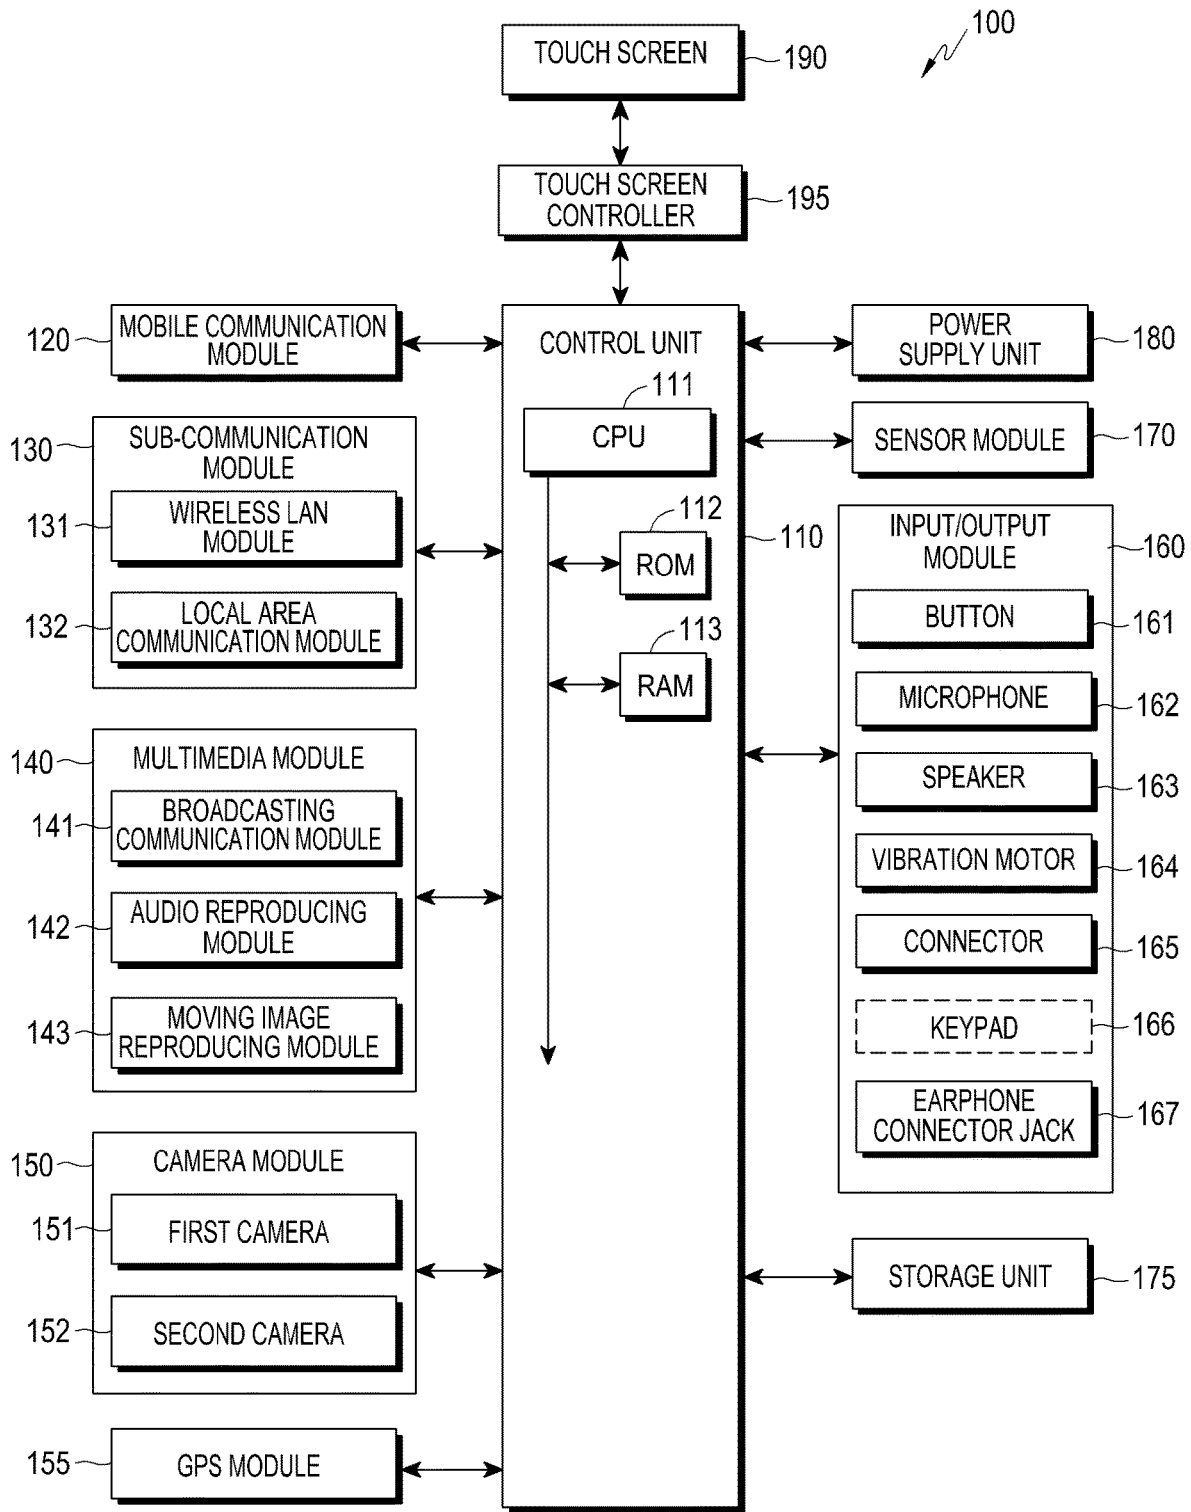 100
TOUCH SCREEN
190
TOUCH SCREEN
CONTROLLER
195
120
MOBILE COMMUNICATION
MODULE
130
SUB-COMMUNICATION
MODULE
131
WIRELESS LAN
MODULE
132
LOCAL AREA
COMMUNICATION MODULE
140
MULTIMEDIA MODULE
141
BROADCASTING
COMMUNICATION MODULE
142
AUDIO REPRODUCING
MODULE
143
MOVING IMAGE
REPRODUCING MODULE
150
CAMERA MODULE
151
FIRST CAMERA
152
SECOND CAMERA
155
GPS MODULE
CONTROL UNIT
111
CPU
112
ROM
113
RAM
110
POWER
SUPPLY UNIT
180
SENSOR MODULE
170
INPUT/OUTPUT
MODULE
160
BUTTON
161
MICROPHONE
162
SPEAKER
163
VIBRATION MOTOR
164
CONNECTOR
165
KEYPAD
166
EARPHONE
CONNECTOR JACK
167
STORAGE UNIT
175